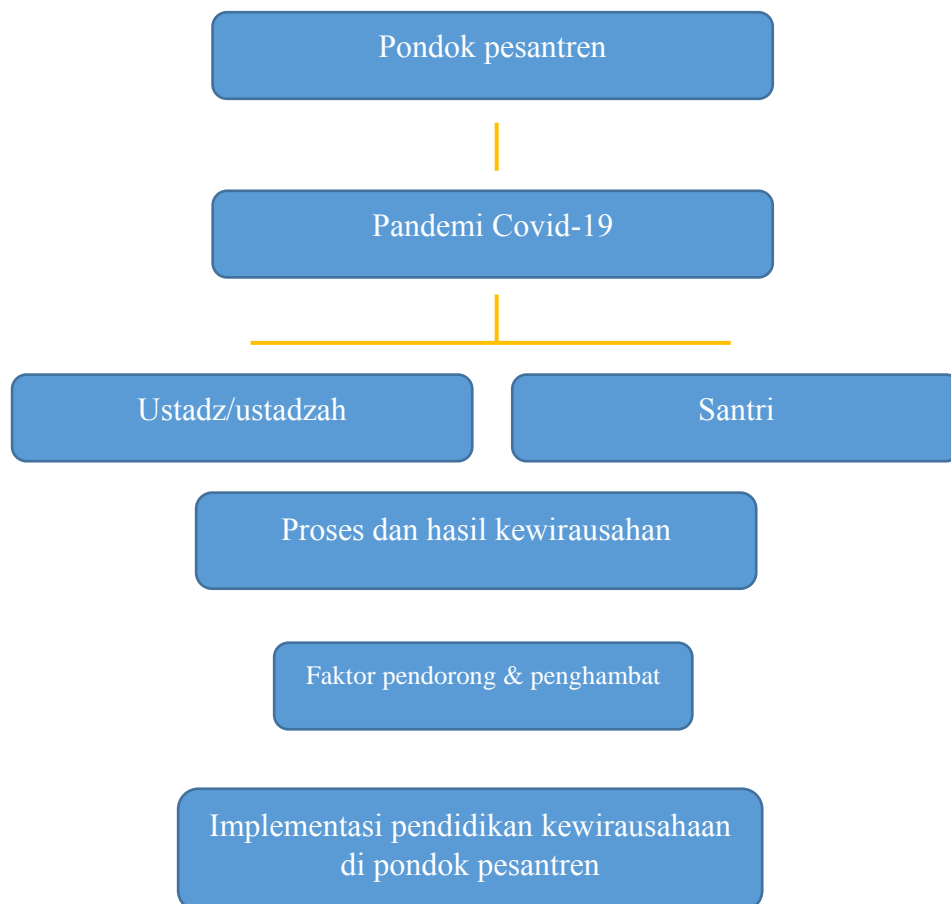 Pondok pesantren
Pandemi Covid-19
Ustadz/ustadzah
Santri
Proses dan hasil kewirausahan
Faktor pendorong & penghambat
Implementasi pendidikan kewirausahaan
di pondok pesantren